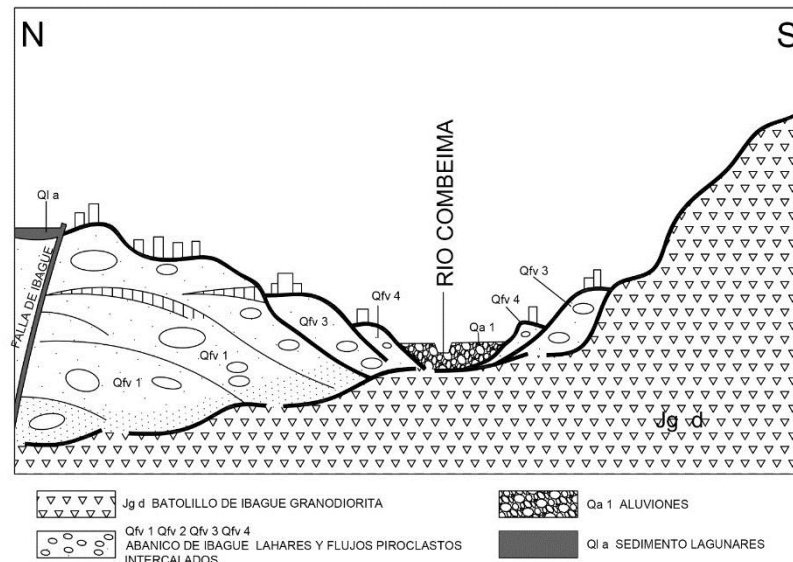 N
S
RIO COMBEIMA
Ql a
FALLA DE IBAGUE
Qfv 3
Qfv 4
Qfv 3
Qfv 4
Qa 1
Qfv 1
Qfv 1
Jg d
Jg d BATOLILLO DE IBAGUE GRANODIORITA
Qfv 1 Qfv 2 Qfv 3 Qfv 4
ABANICO DE IBAGUE LAHARES Y FLUJOS PIROCLASTOS
INTERCALADOS
Qa 1 ALUVIONES
Ql a SEDIMENTO LAGUNARES